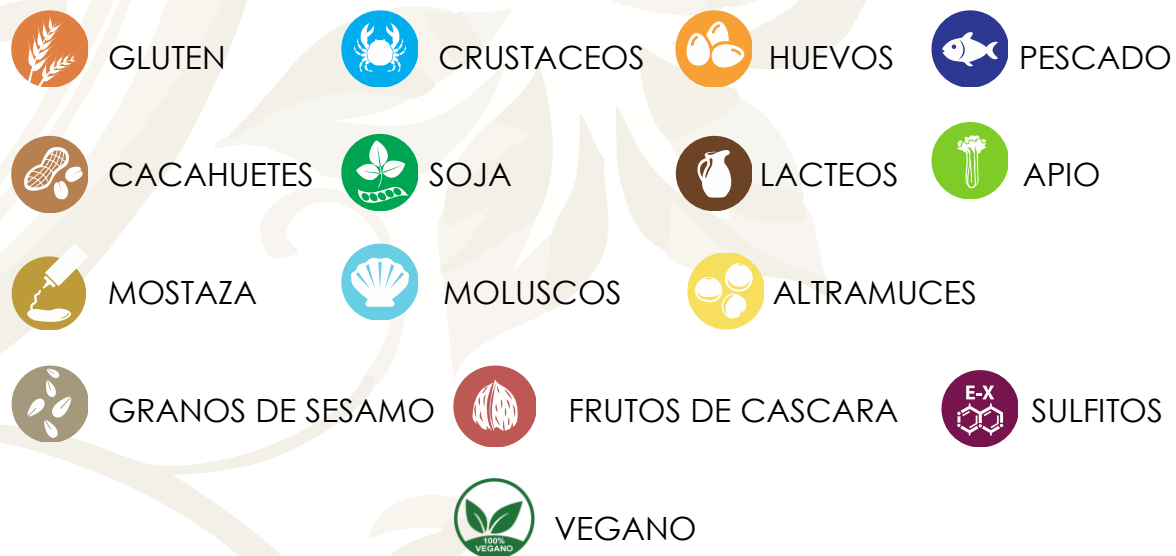 GLUTEN CRUSTACEOS HUEVOS PESCADO
CACAHUETES SOJA LACTEOS APIO
MOSTAZA MOLUSCOS ALTRAMUCES
E-X
GRANOS DE SESAMO FRUTOS DE CASCARA SULFITOS
100%
VEGANO
VEGANO